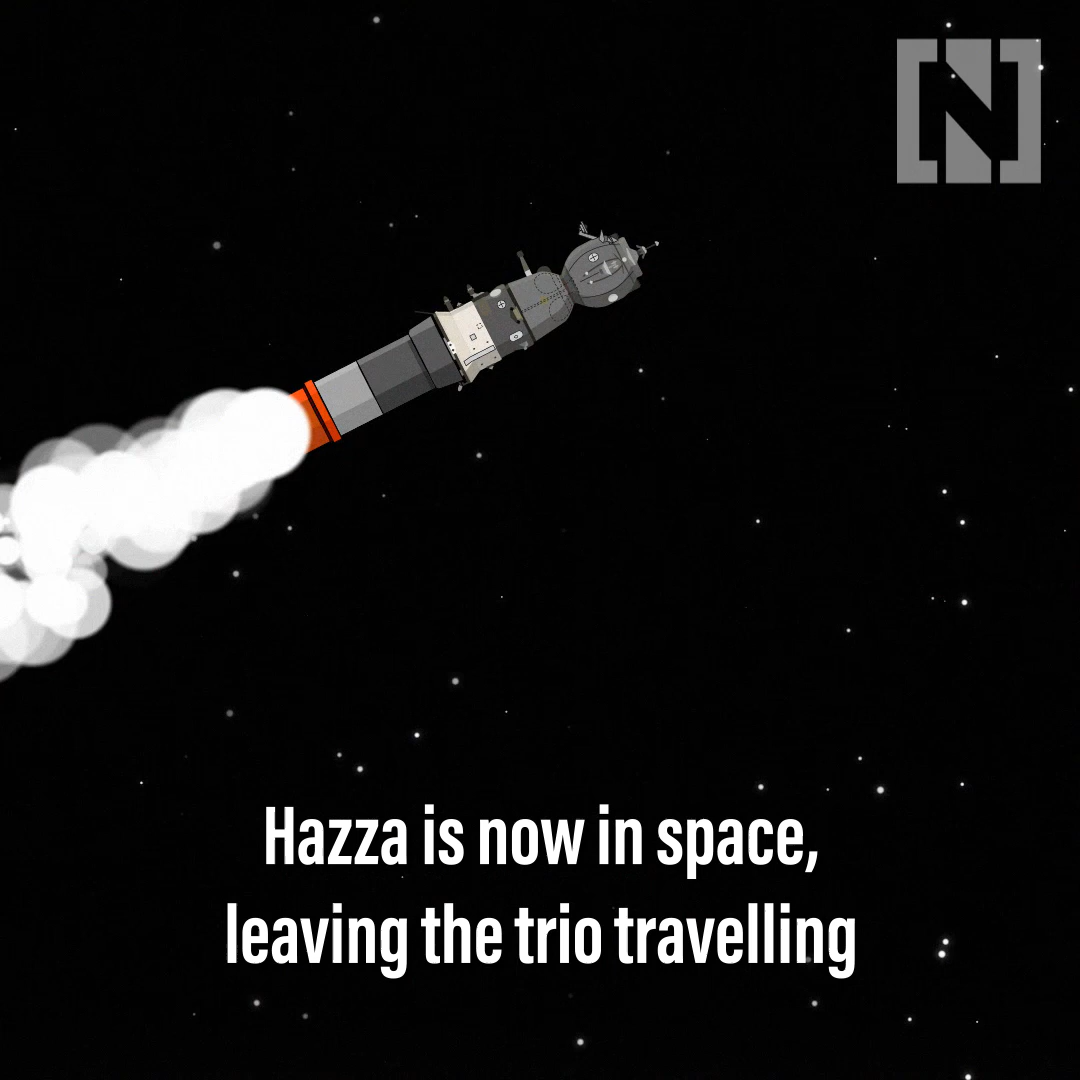 [N]
Hazza is now in space,
leaving the trio travelling